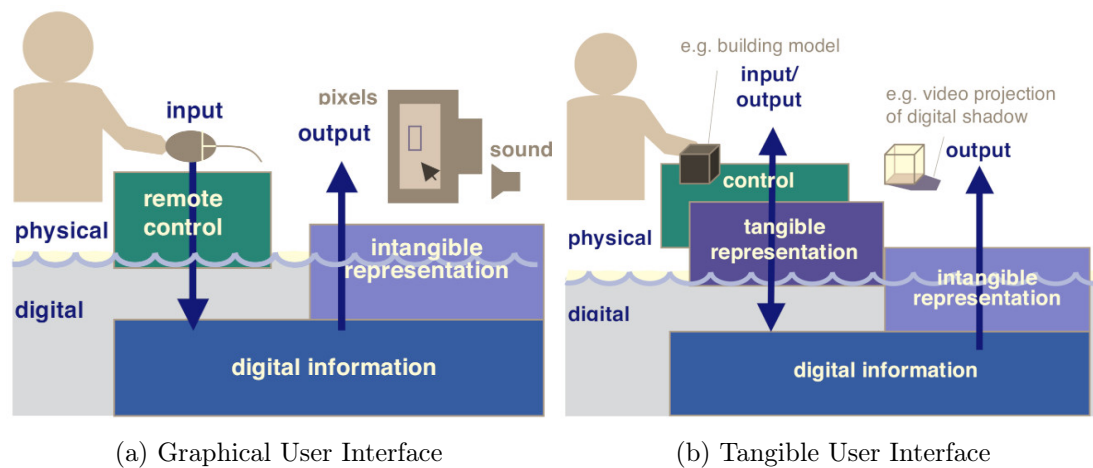 input
pixels
output
sound
remote
control
physical
intangible
representation
digital
digital information
(a) Graphical User Interface
e.g. building model
input/
output
e.g. video projection
of digital shadow
output
control
tangible
representation
physical
intangible
representation
digital
digital information
(b) Tangible User Interface